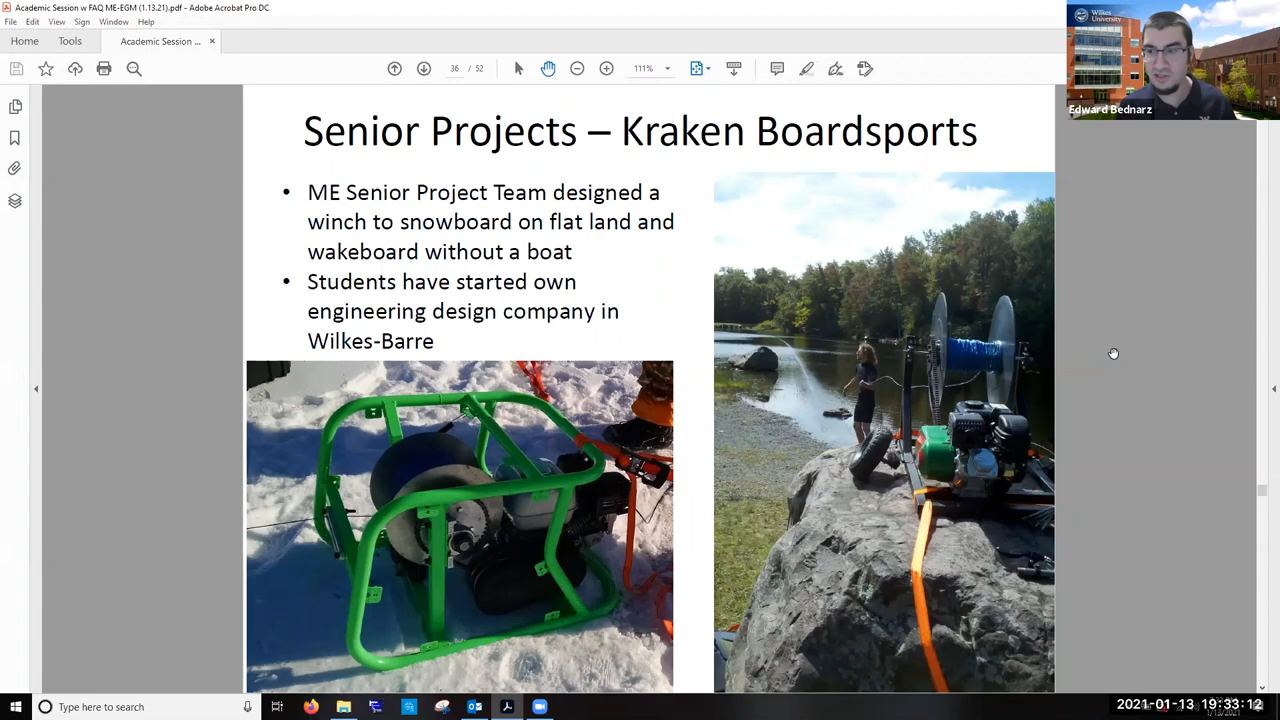 Academic Session w FAQ ME-EGM (1.13.21).pdf - Adobe Acrobat Pro DC
File Edit View Sign Window Help
Home Tools Academic Session ... ×
36 / 52 111%
Wilkes
University
Edward Bednarz
Senior Projects – Kraken Boardsports
• ME Senior Project Team designed a
winch to snowboard on flat land and
wakeboard without a boat
• Students have started own
engineering design company in
Wilkes-Barre
Type here to search
2021-01-13 19:33:12